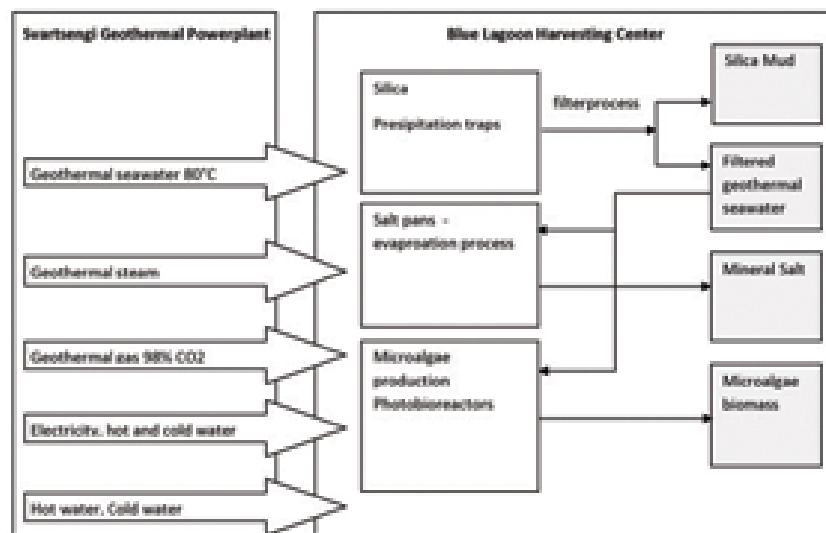 Svartsengi Geothermal Powerplant
Blue Lagoon Harvesting Center
Geothermal seawater 80°C
Geothermal steam
Geothermal gas 98% CO2
Electricity, hot and cold water
Hot water, Cold water
Silica
Presipitation traps
filterprocess
Salt pans -
evaproation process
Microalgae
production
Photobioreactors
Silica Mud
Filtered
geothermal
seawater
Mineral Salt
Microalgae
biomass